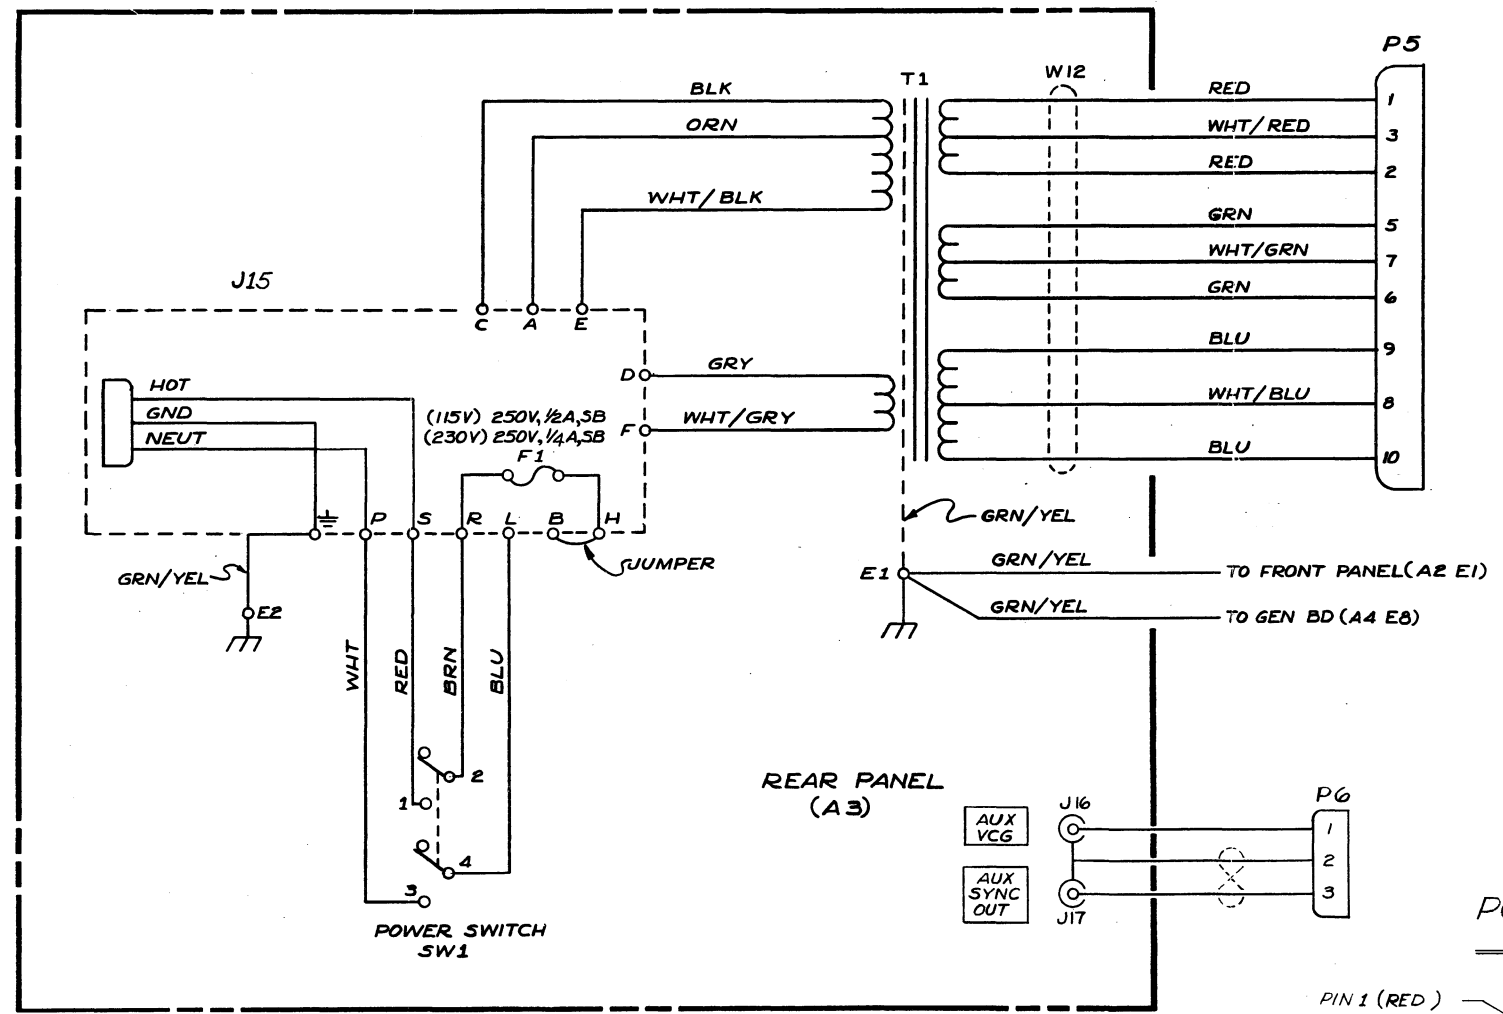 P5
T1
W12
BLK
RED
1
ORN
WHT/RED
3
RED
2
WHT/BLK
GRN
5
WHT/GRN
7
GRN
6
J15
C
A
E
BLU
9
D
GRY
WHT/BLU
8
HOT
GND
NEUT
(115V) 250V, 1/2A, SB
(230V) 250V, 1/4A, SB
F1
F
WHT/GRY
BLU
10
P
S
R
L
B
H
JUMPER
GRN/YEL
GRN/YEL
E2
E1
GRN/YEL
TO FRONT PANEL (A2 E1)
GRN/YEL
TO GEN BD (A4 E8)
WHT
RED
BRN
BLU
2
1
4
3
POWER SWITCH
SW1
REAR PANEL
(A3)
AUX
VCG
J16
P6
1
2
3
AUX
SYNC
OUT
J17
PIN 1 (RED)